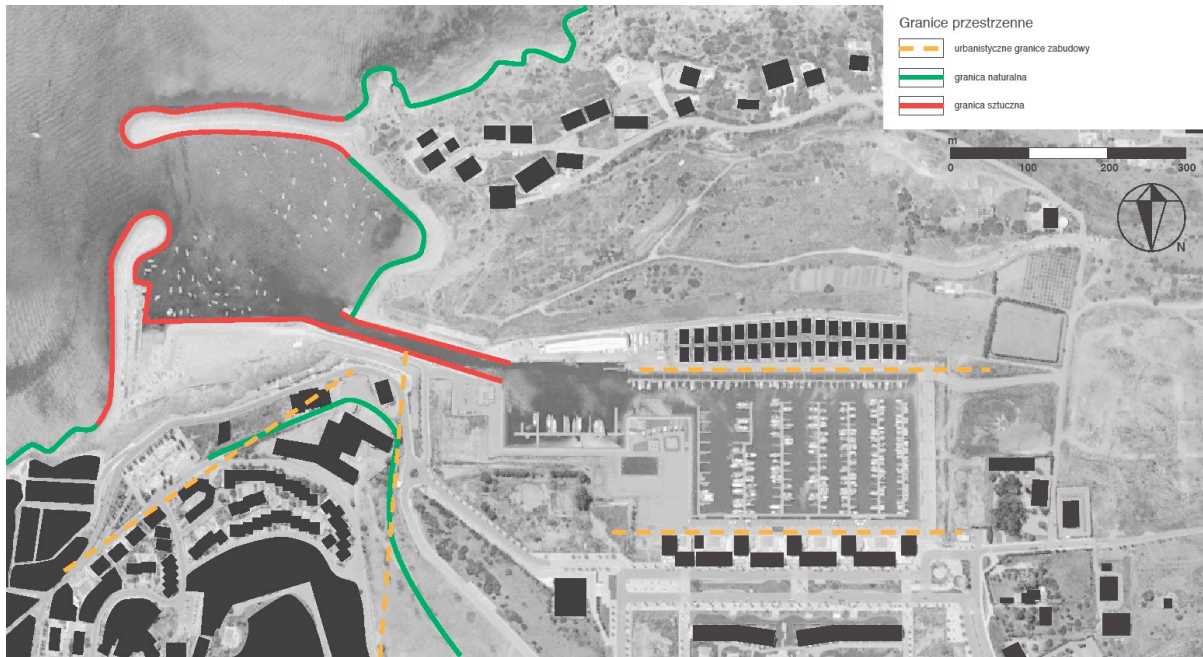 Granice przestrzenne
urbanistyczne granice zabudowy
granica naturalna
granica sztuczna
m
0 100 200 300
N